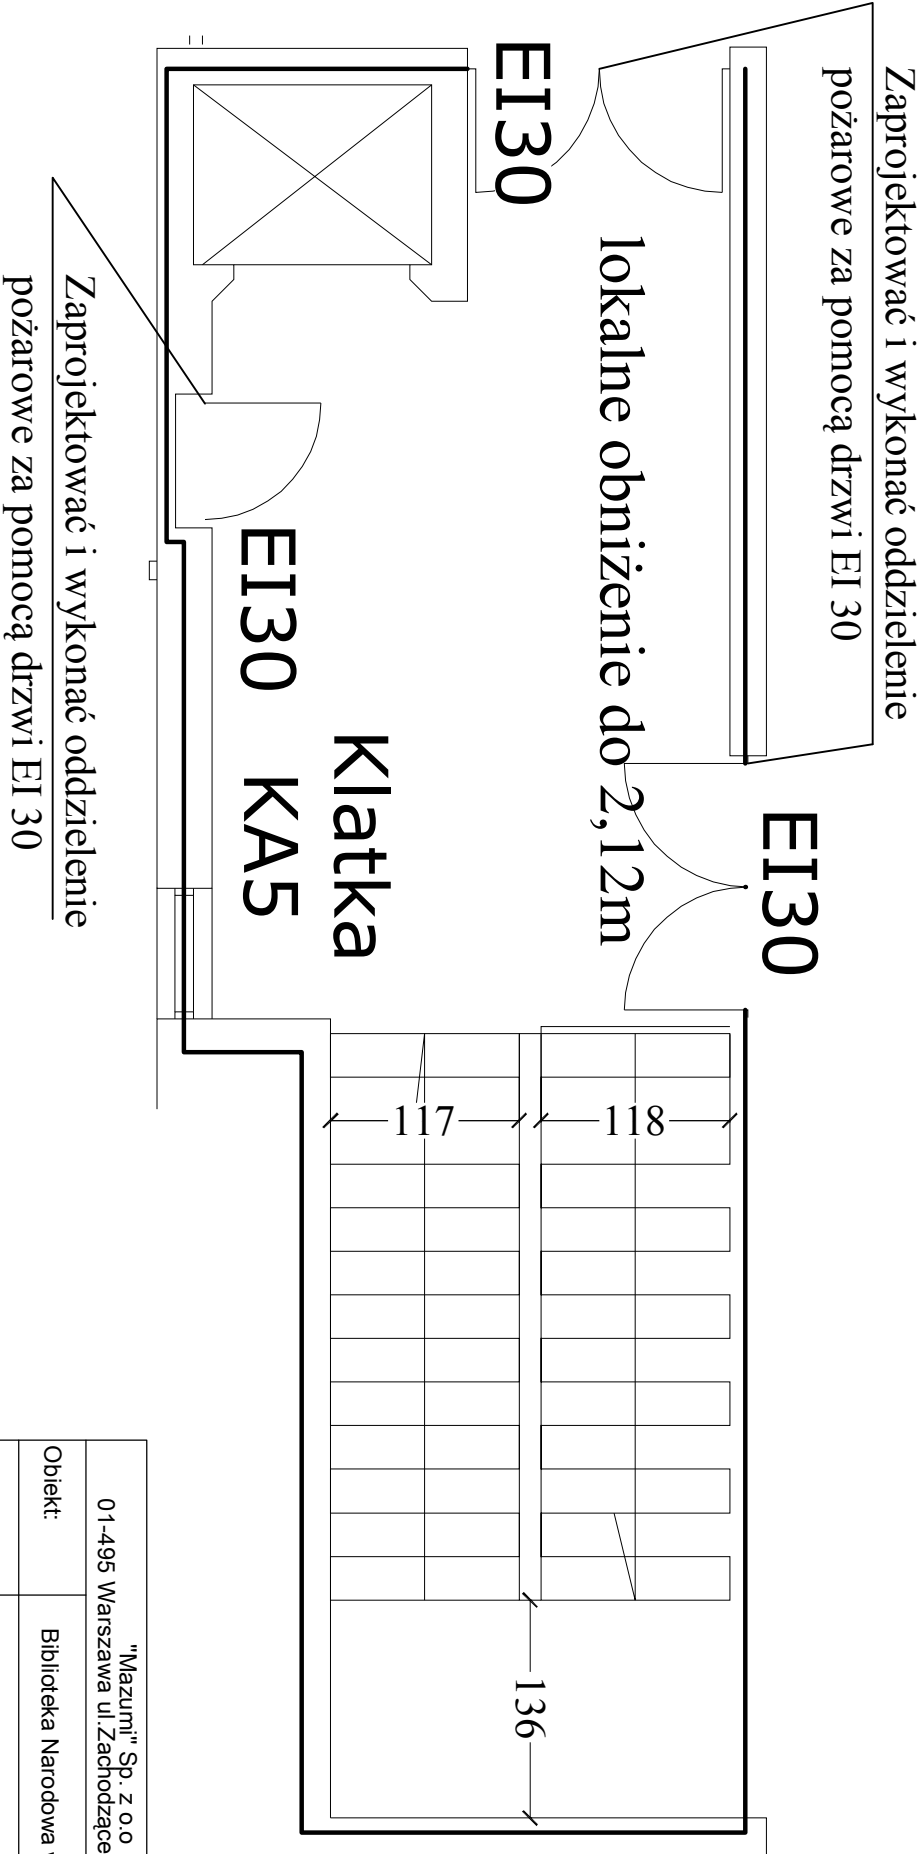 Zaprojektować i wykonać oddzielenie
pożarowe za pomocą drzwi EI 30
EI30
EI30
lokalne obniżenie do 2,12m
EI30
Klatka
KA5
118
117
136
Zaprojektować i wykonać oddzielenie
pożarowe za pomocą drzwi EI 30
"Mazumi" Sp. z o.o
01-495 Warszawa ul.Zachodzące
Obiekt:
Biblioteka Narodowa